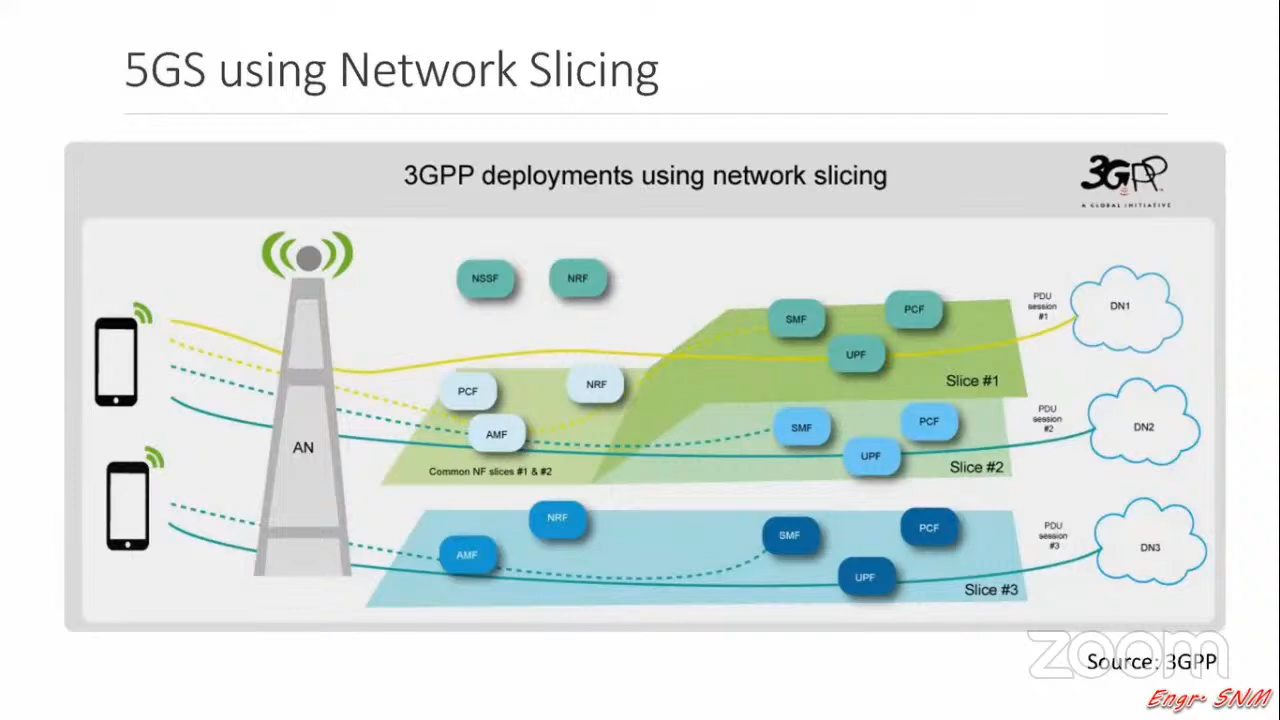 5GS using Network Slicing
3GPP deployments using network slicing
3GPP
A GLOBAL INITIATIVE
NSSF
NRF
SMF
PCF
UPF
Slice #1
PDU
session
#1
DN1
PCF
NRF
AMF
Common NF slices #1 & #2
SMF
PCF
UPF
Slice #2
PDU
session
#2
DN2
AN
NRF
AMF
SMF
PCF
UPF
Slice #3
PDU
session
#3
DN3
zoom
Source: 3GPP
Engr. SNM